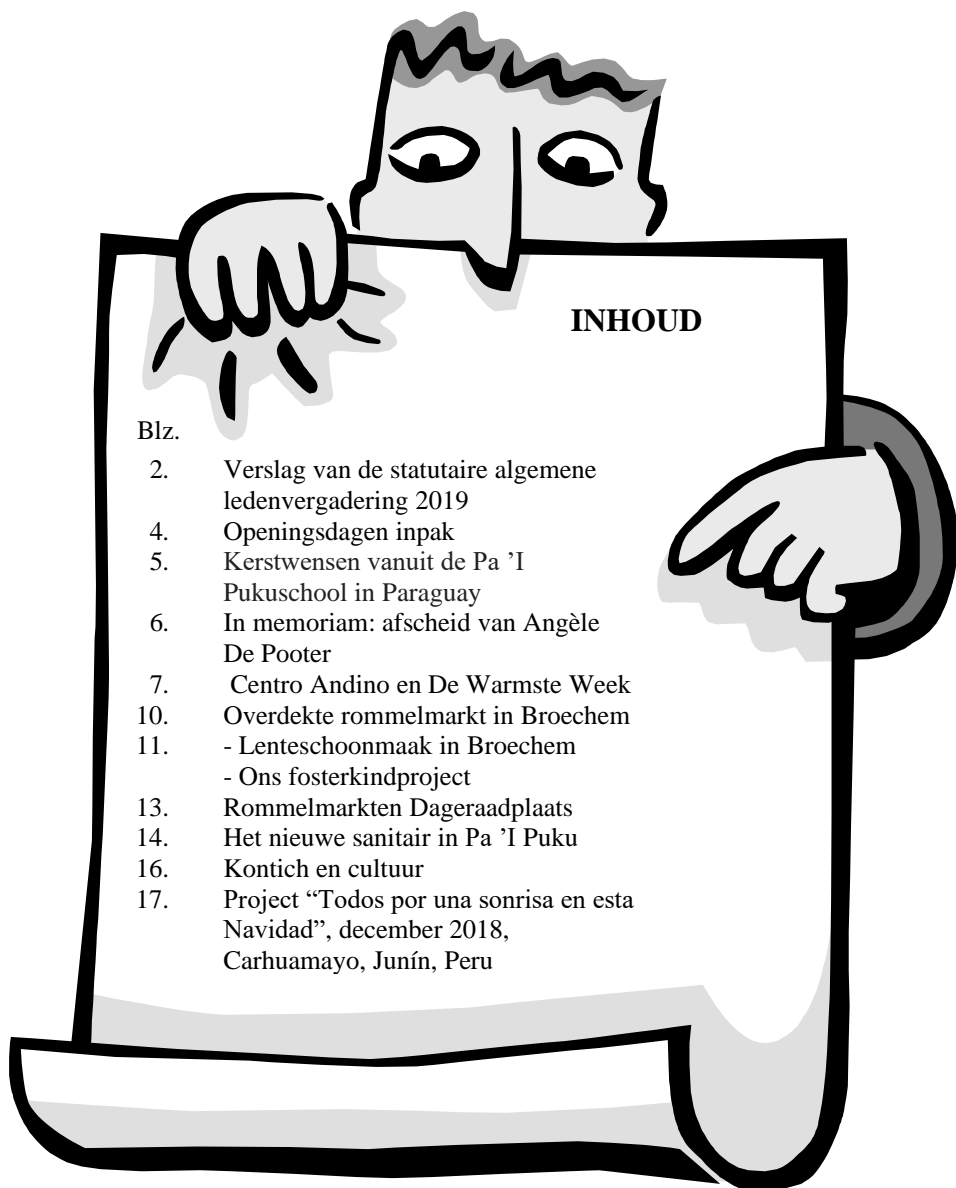 INHOUD
Blz.
2. Verslag van de statutaire algemene
ledenvergadering 2019
4. Openingsdagen inpak
5. Kerstwensen vanuit de Pa ’I
Pukuschool in Paraguay
6. In memoriam: afscheid van Angèle
De Pooter
7. Centro Andino en De Warmste Week
10. Overdekte rommelmarkt in Broechem
11. - Lenteschoonmaak in Broechem
- Ons fosterkindproject
13. Rommelmarkten Dageraadplaats
14. Het nieuwe sanitair in Pa ’I Puku
16. Kontich en cultuur
17. Project “Todos por una sonrisa en esta
Navidad”, december 2018,
Carhuamayo, Junín, Peru